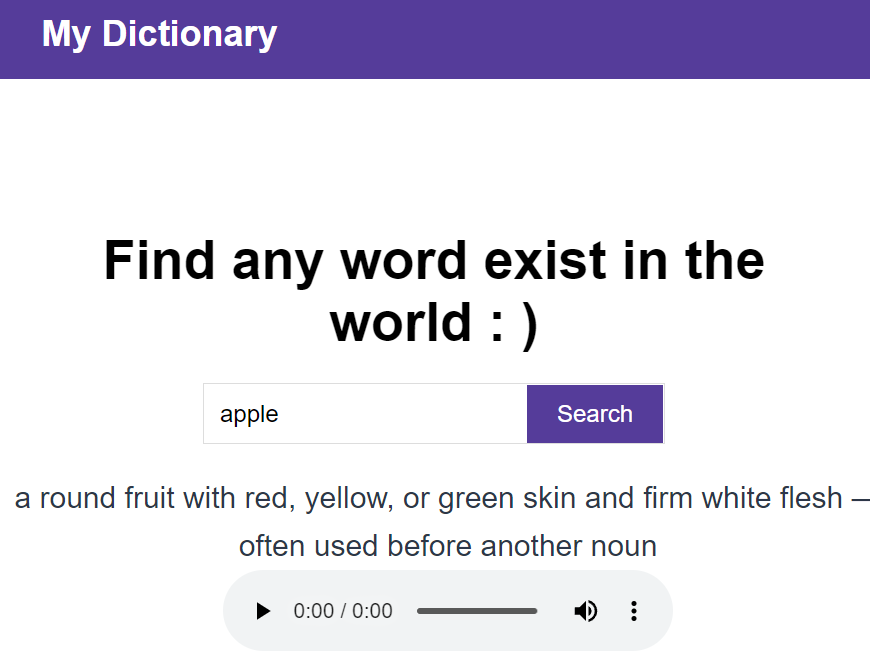 My Dictionary
Find any word exist in the
world : )
apple
Search
a round fruit with red, yellow, or green skin and firm white flesh —
often used before another noun
0:00 / 0:00